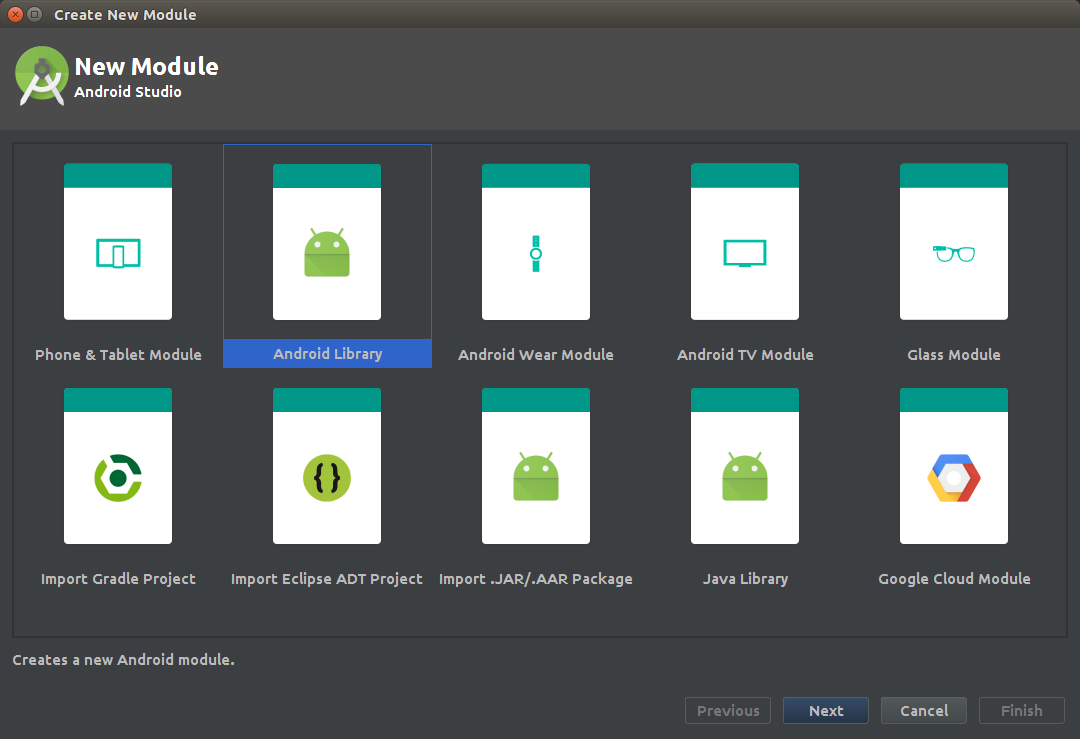 Create New Module
New Module
Android Studio
Phone & Tablet Module
Android Library
Android Wear Module
Android TV Module
Glass Module
{}
Import Gradle Project
Import Eclipse ADT Project
Import .JAR/.AAR Package
Java Library
Google Cloud Module
Creates a new Android module.
Previous
Next
Cancel
Finish